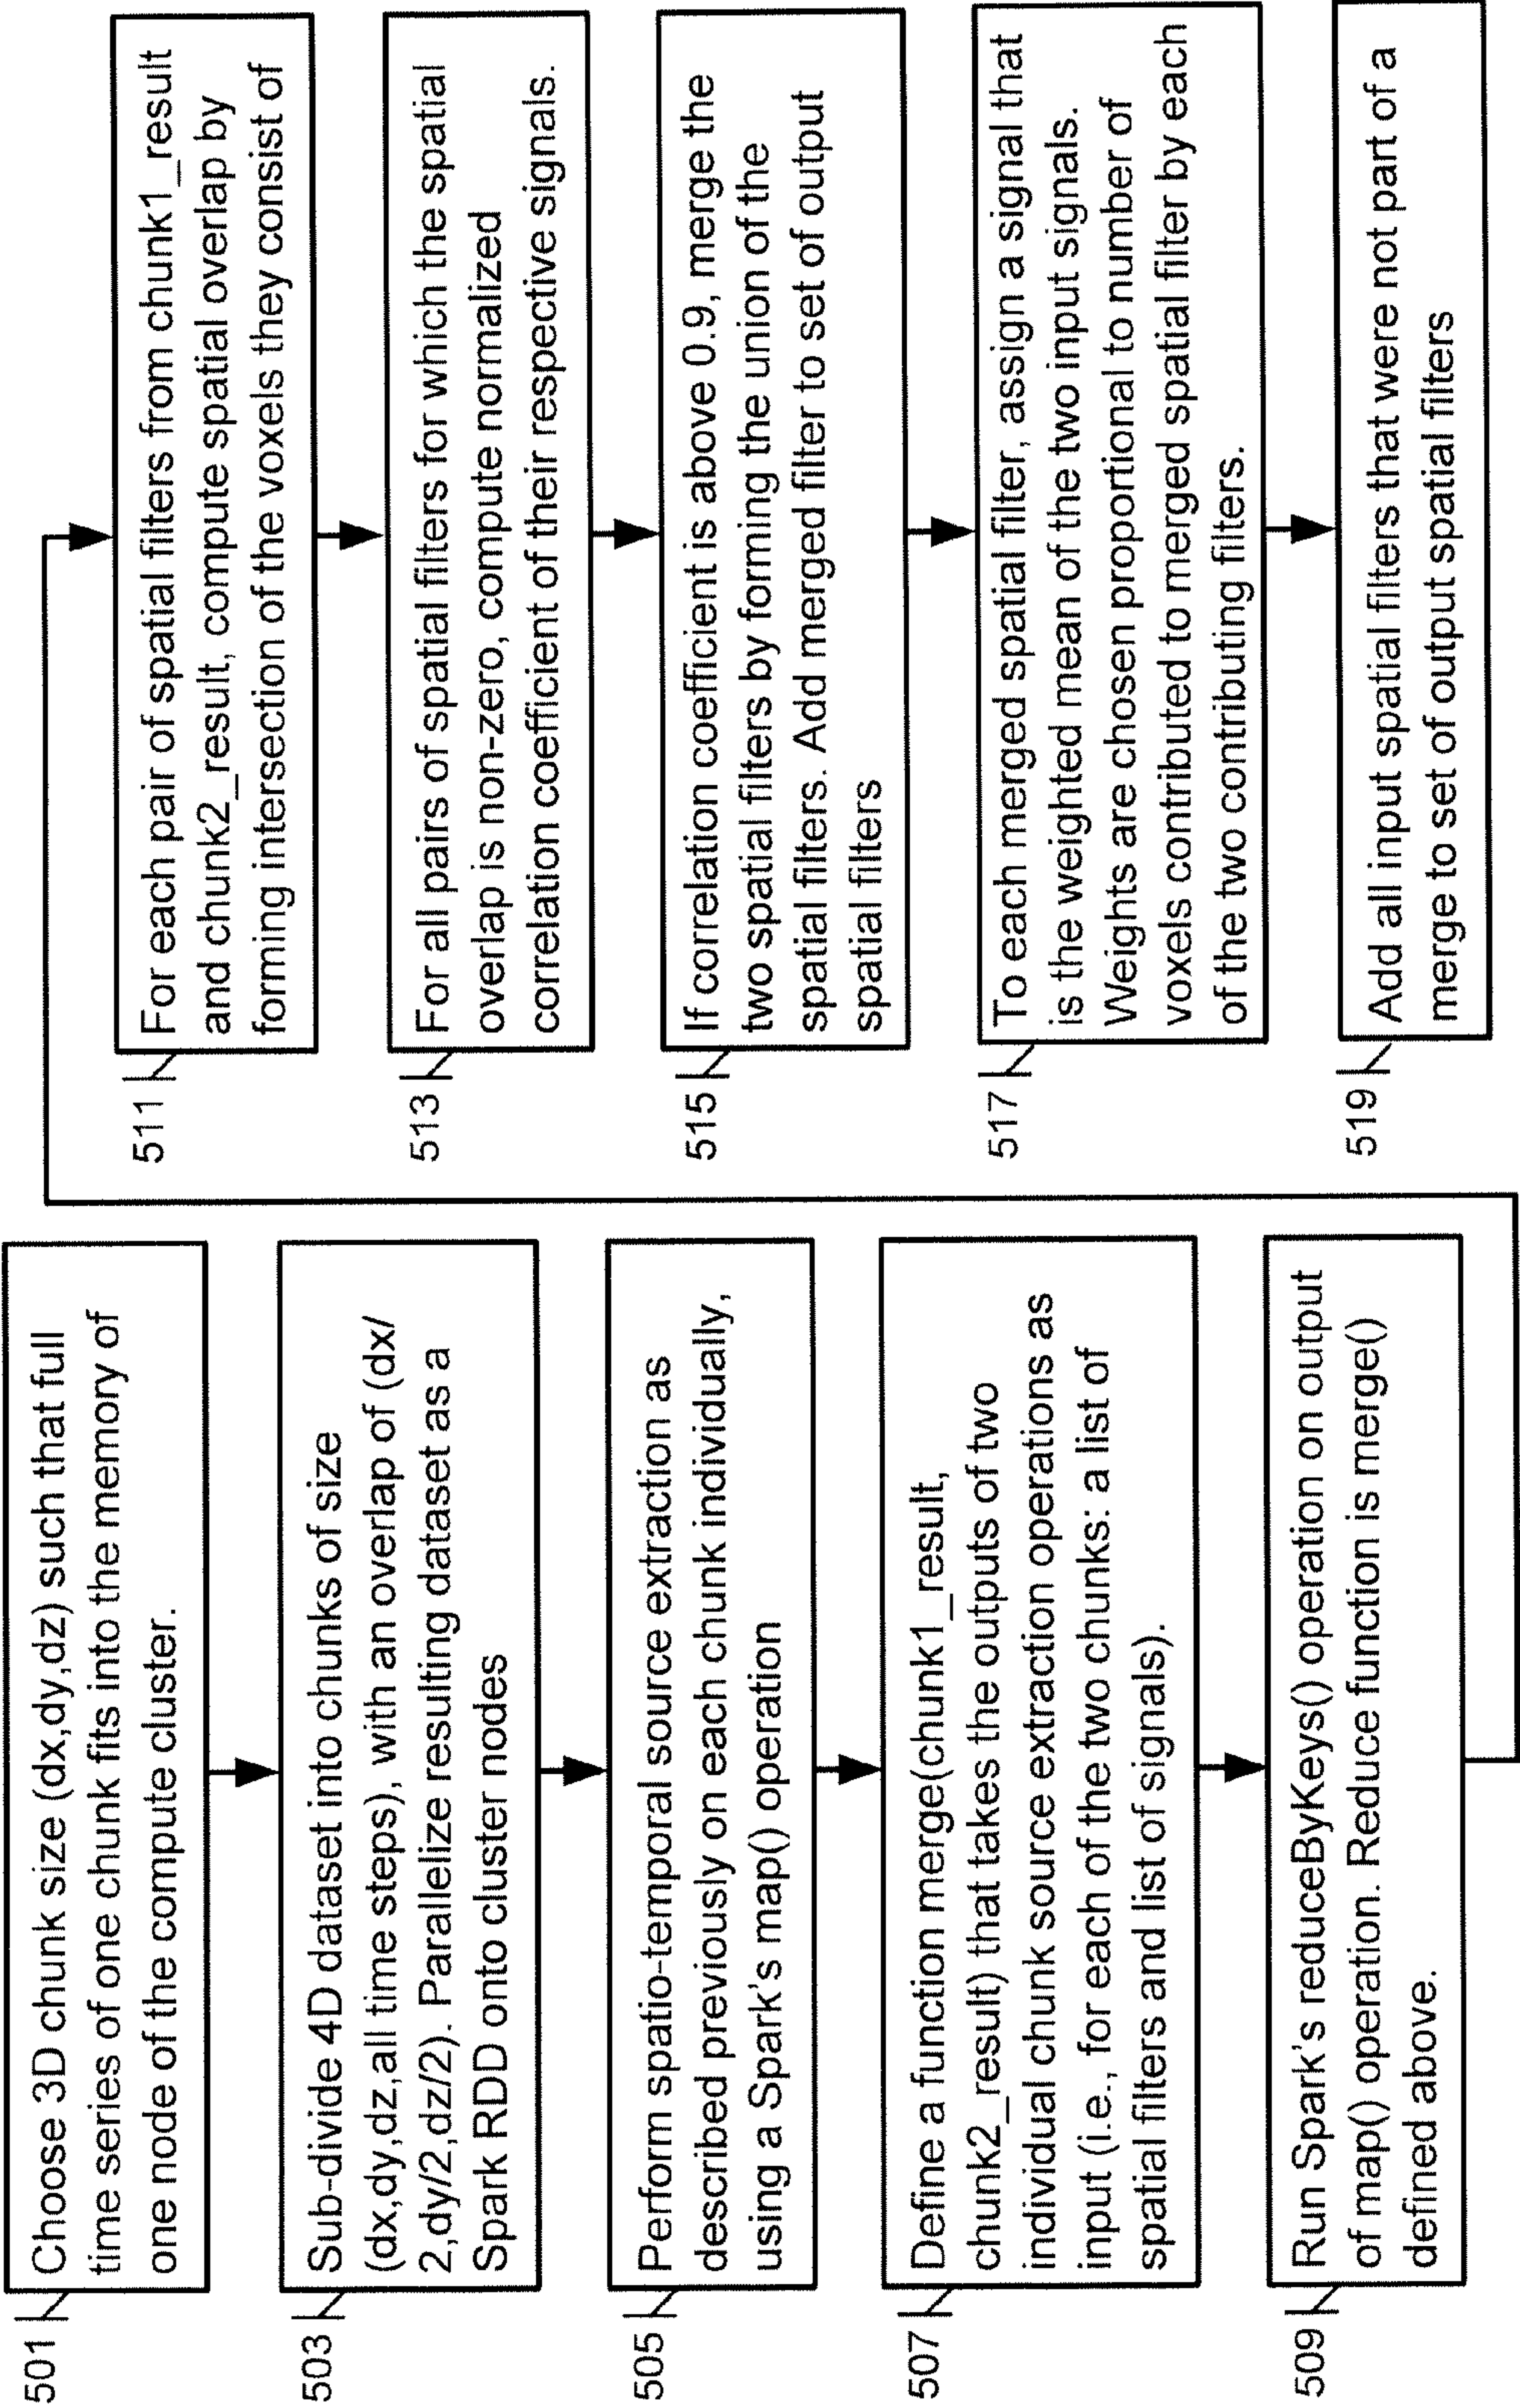 501
Choose 3D chunk size (dx,dy,dz) such that full
time series of one chunk fits into the memory of
one node of the compute cluster.
503
Sub-divide 4D dataset into chunks of size
(dx,dy,dz,all time steps), with an overlap of (dx/
2,dy/2,dz/2). Parallelize resulting dataset as a
Spark RDD onto cluster nodes
505
Perform spatio-temporal source extraction as
described previously on each chunk individually,
using a Spark's map() operation
507
Define a function merge(chunk1_result,
chunk2_result) that takes the outputs of two
individual chunk source extraction operations as
input (i.e., for each of the two chunks: a list of
spatial filters and list of signals).
509
Run Spark's reduceByKeys() operation on output
of map() operation. Reduce function is merge()
defined above.
511
For each pair of spatial filters from chunk1_result
and chunk2_result, compute spatial overlap by
forming intersection of the voxels they consist of
513
For all pairs of spatial filters for which the spatial
overlap is non-zero, compute normalized
correlation coefficient of their respective signals.
515
If correlation coefficient is above 0.9, merge the
two spatial filters by forming the union of the
spatial filters. Add merged filter to set of output
spatial filters
517
To each merged spatial filter, assign a signal that
is the weighted mean of the two input signals.
Weights are chosen proportional to number of
voxels contributed to merged spatial filter by each
of the two contributing filters.
519
Add all input spatial filters that were not part of a
merge to set of output spatial filters